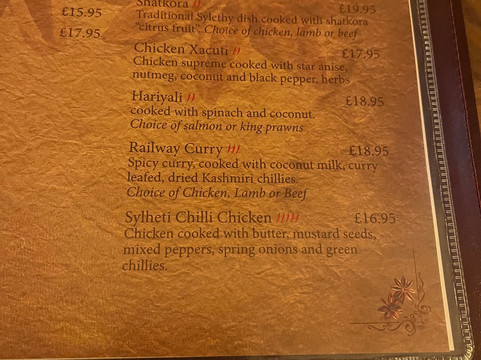 £15.95
£17.95
Shatkora
£19.95
Traditional Sylethy dish cooked with shatkora
"citrus fruit". Choice of chicken, lamb or beef
Chicken Xacuti
£17.95
Chicken supreme cooked with star anise,
nutmeg, coconut and black pepper, herbs
Hariyali
£18.95
cooked with spinach and coconut.
Choice of salmon or king prawns
Railway Curry
£18.95
Spicy curry, cooked with coconut milk, curry
leafed, dried Kashmiri chillies.
Choice of Chicken, Lamb or Beef
Sylheti Chilli Chicken
£16.95
Chicken cooked with butter, mustard seeds,
mixed peppers, spring onions and green
chillies.